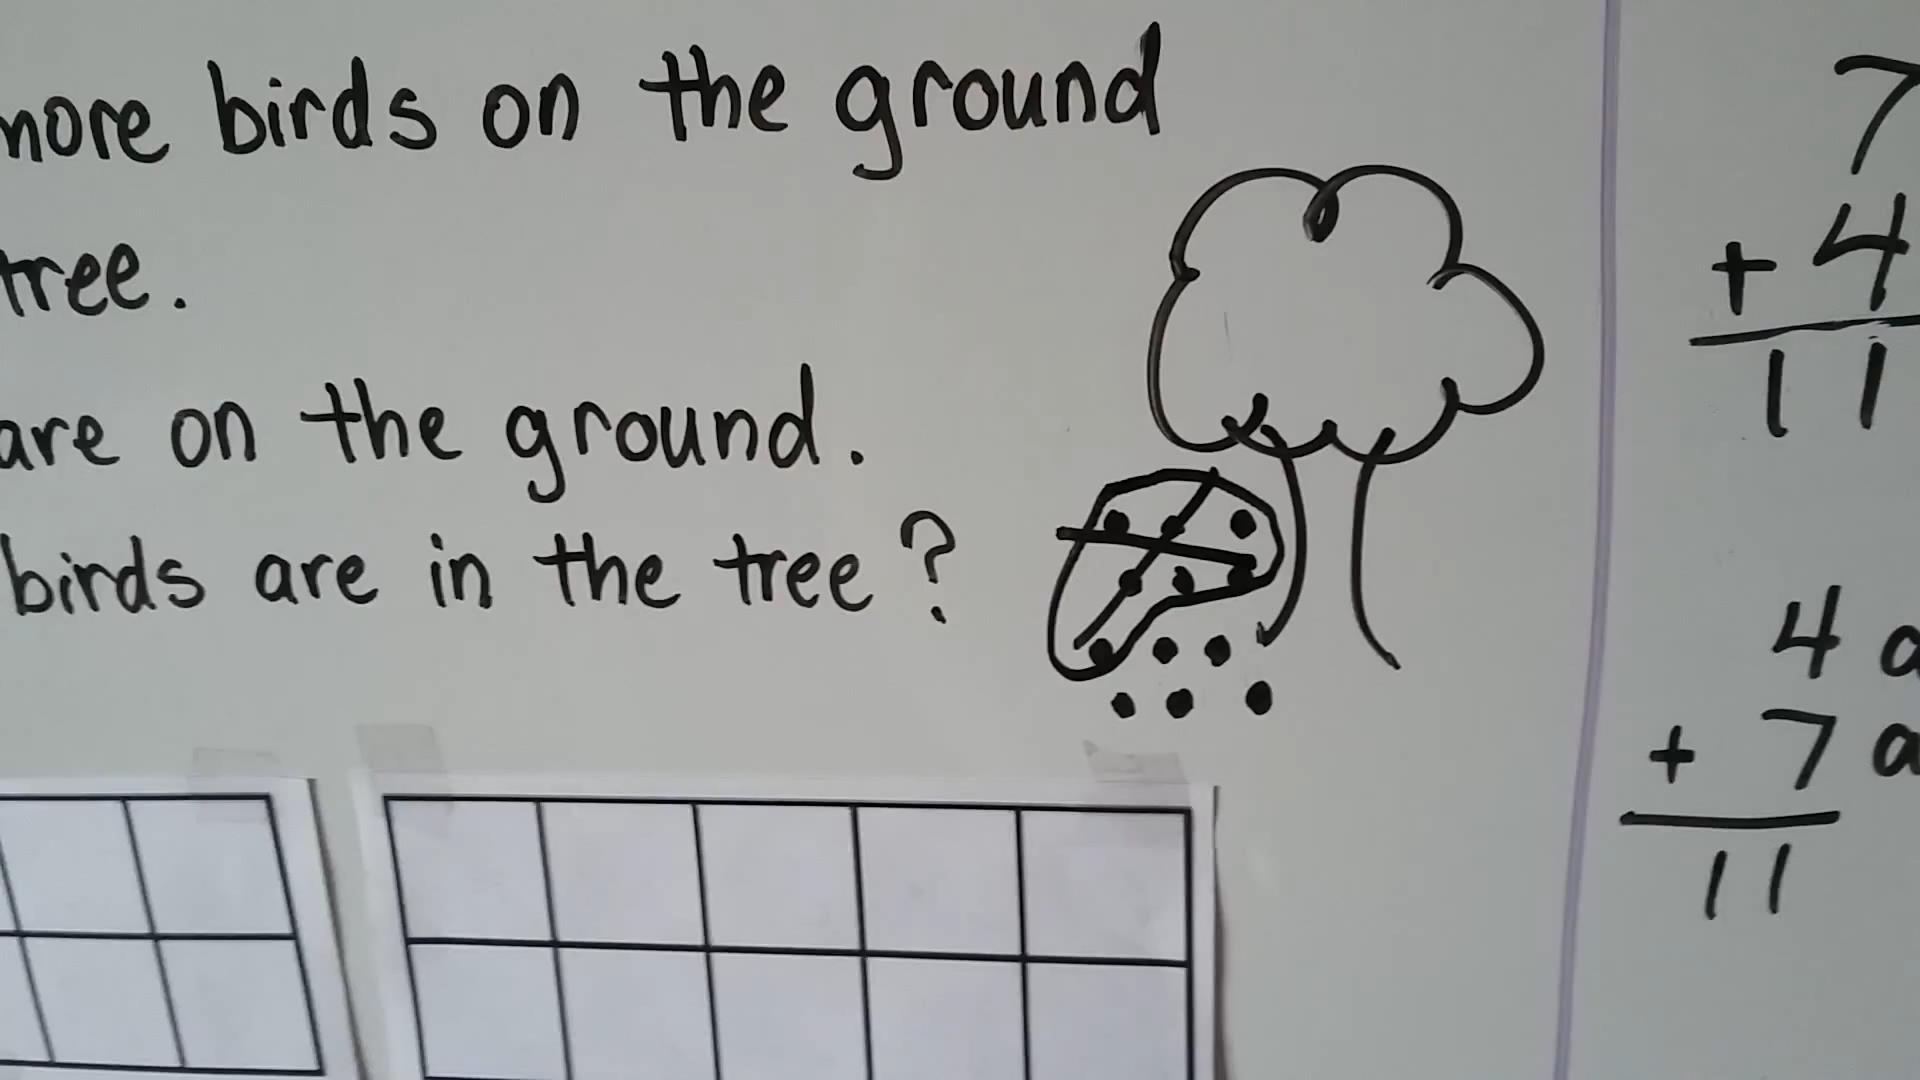 more birds on the ground
tree.
are on the ground.
birds are in the tree?
7
+ 4
11
4 a
+ 7 a
11